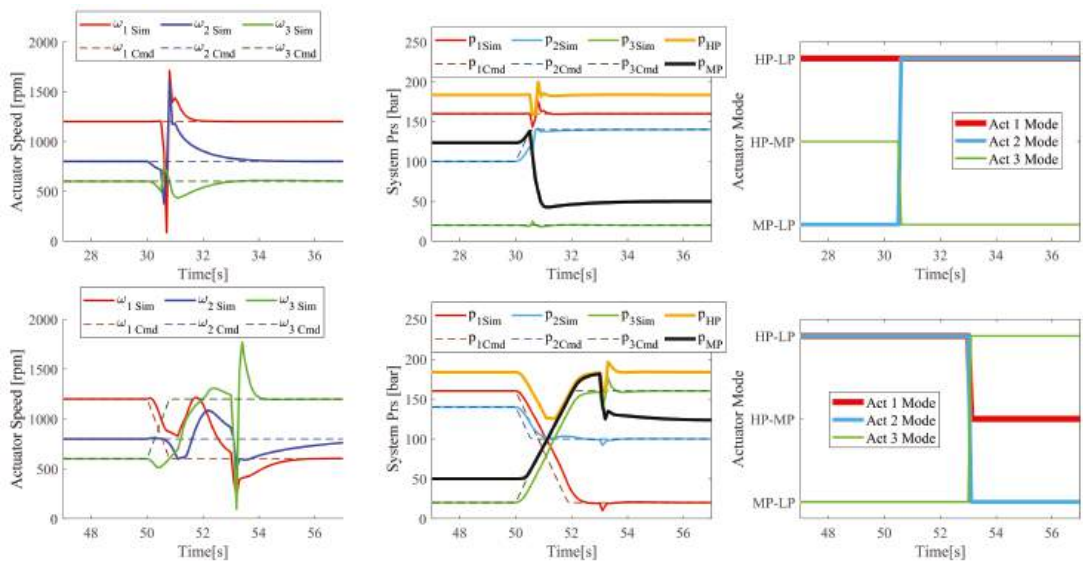 ω1 Sim ω2 Sim ω3 Sim
ω1 Cmd ω2 Cmd ω3 Cmd
Actuator Speed [rpm]
2000
1500
1000
500
0
28 30 32 34 36
Time[s]
p1Sim p2Sim p3Sim pHP
p1Cmd p2Cmd p3Cmd pMP
System Prs [bar]
250
200
150
100
50
0
28 30 32 34 36
Time[s]
Actuator Mode
HP-LP
HP-MP
MP-LP
Act 1 Mode
Act 2 Mode
Act 3 Mode
28 30 32 34 36
Time[s]
ω1 Sim ω2 Sim ω3 Sim
ω1 Cmd ω2 Cmd ω3 Cmd
Actuator Speed [rpm]
2000
1500
1000
500
0
48 50 52 54 56
Time[s]
p1Sim p2Sim p3Sim pHP
p1Cmd p2Cmd p3Cmd pMP
System Prs [bar]
250
200
150
100
50
0
48 50 52 54 56
Time[s]
Actuator Mode
HP-LP
HP-MP
MP-LP
Act 1 Mode
Act 2 Mode
Act 3 Mode
48 50 52 54 56
Time[s]